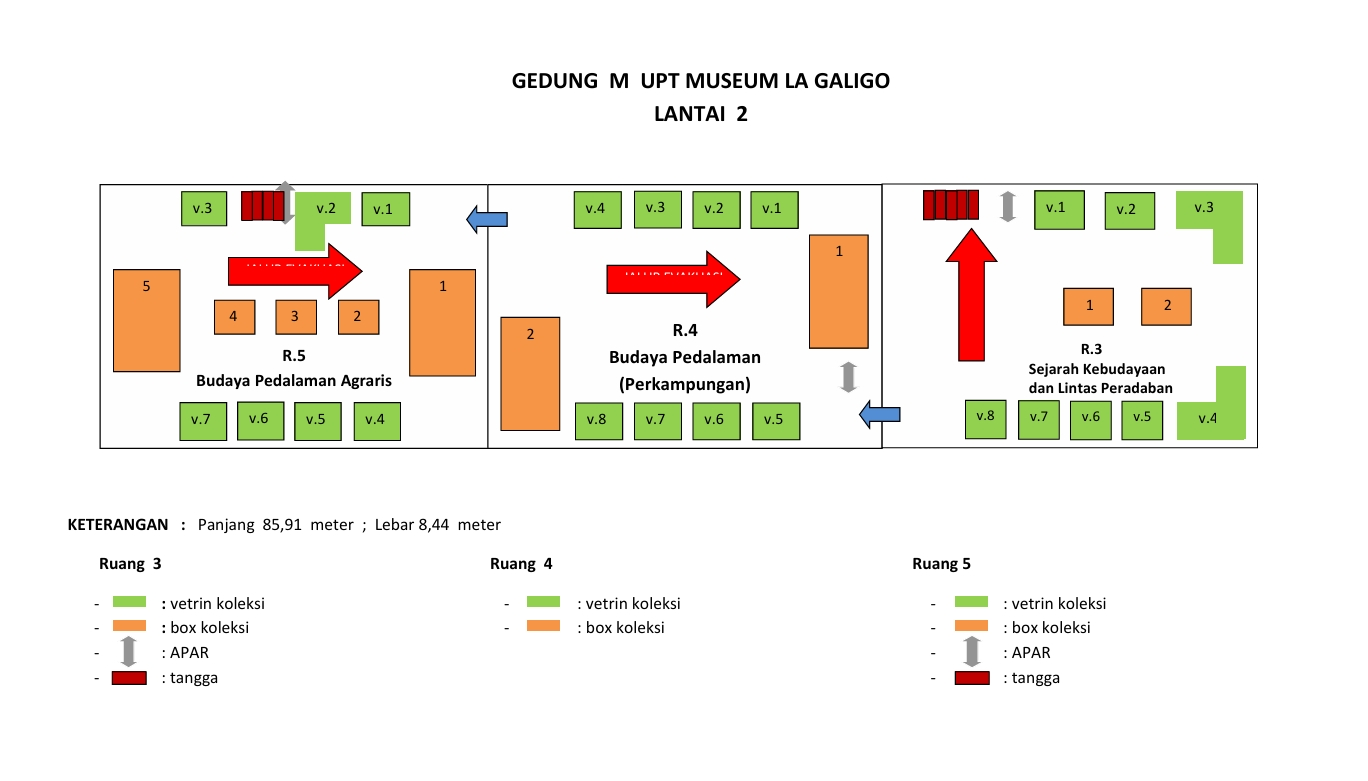 GEDUNG M UPT MUSEUM LA GALIGO
LANTAI 2
v.3
v.2
v.1
5
4
3
2
1
R.5
Budaya Pedalaman Agraris
v.7
v.6
v.5
v.4
v.4
v.3
v.2
v.1
1
2
R.4
Budaya Pedalaman
(Perkampungan)
v.8
v.7
v.6
v.5
v.1
v.2
v.3
1
2
R.3
Sejarah Kebudayaan
dan Lintas Peradaban
v.8
v.7
v.6
v.5
v.4
KETERANGAN : Panjang 85,91 meter ; Lebar 8,44 meter
Ruang 3
- : vetrin koleksi
- : box koleksi
- : APAR
- : tangga
Ruang 4
- : vetrin koleksi
- : box koleksi
Ruang 5
- : vetrin koleksi
- : box koleksi
- : APAR
- : tangga